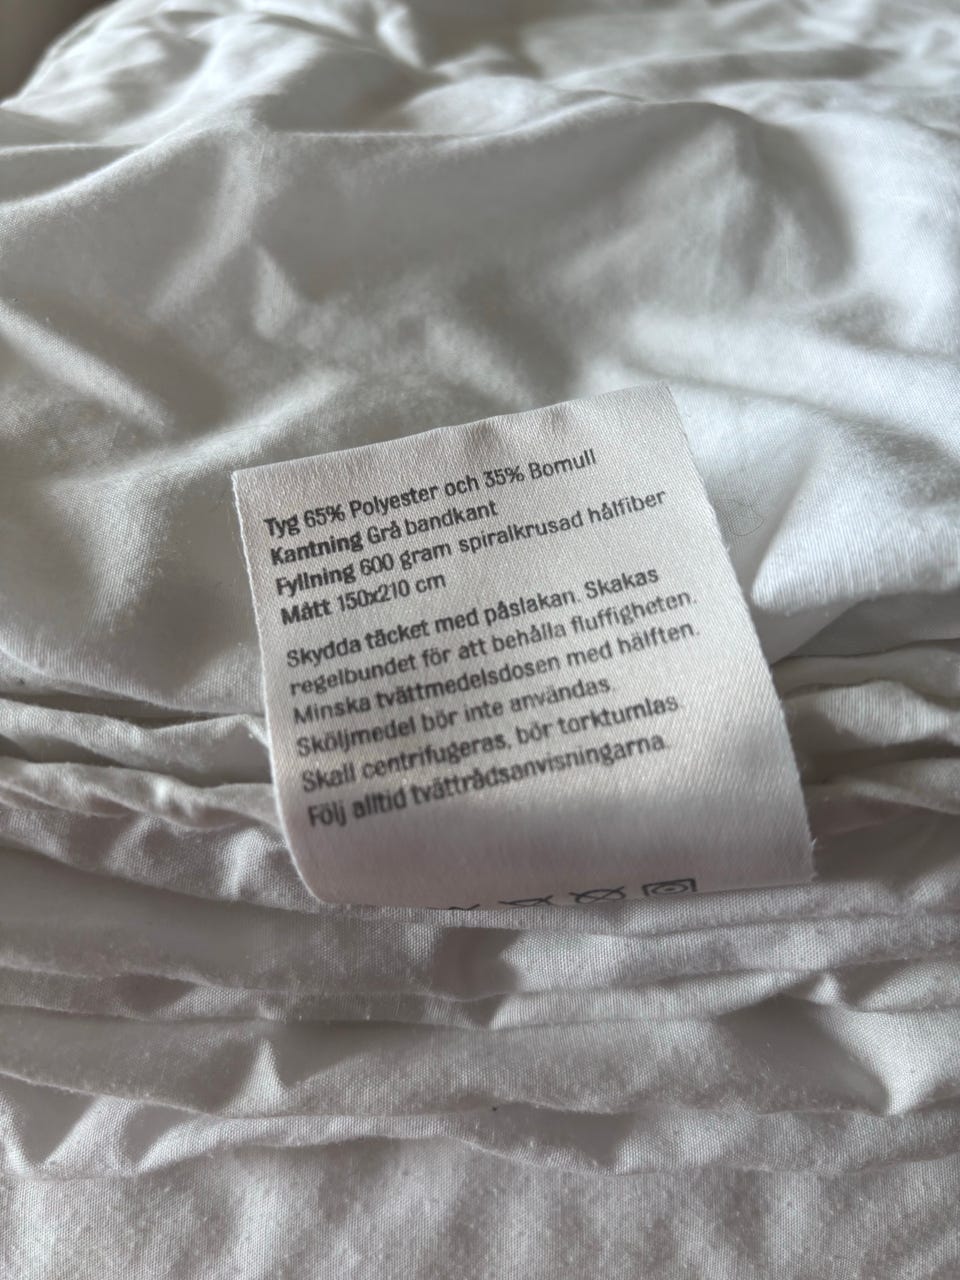 Tyg 65% Polyester och 35% Bomull
Kantning Grå bandkant
Fyllning 600 gram spiralkrusad hålfiber
Mått 150x210 cm
Skydda täcket med påslakan. Skakas
regelbundet för att behålla fluffigheten.
Minska tvättmedelsdosen med hälften.
Sköljmedel bör inte användas.
Skall centrifugeras, bör torktumlas.
Följ alltid tvättrådsanvisningarna.